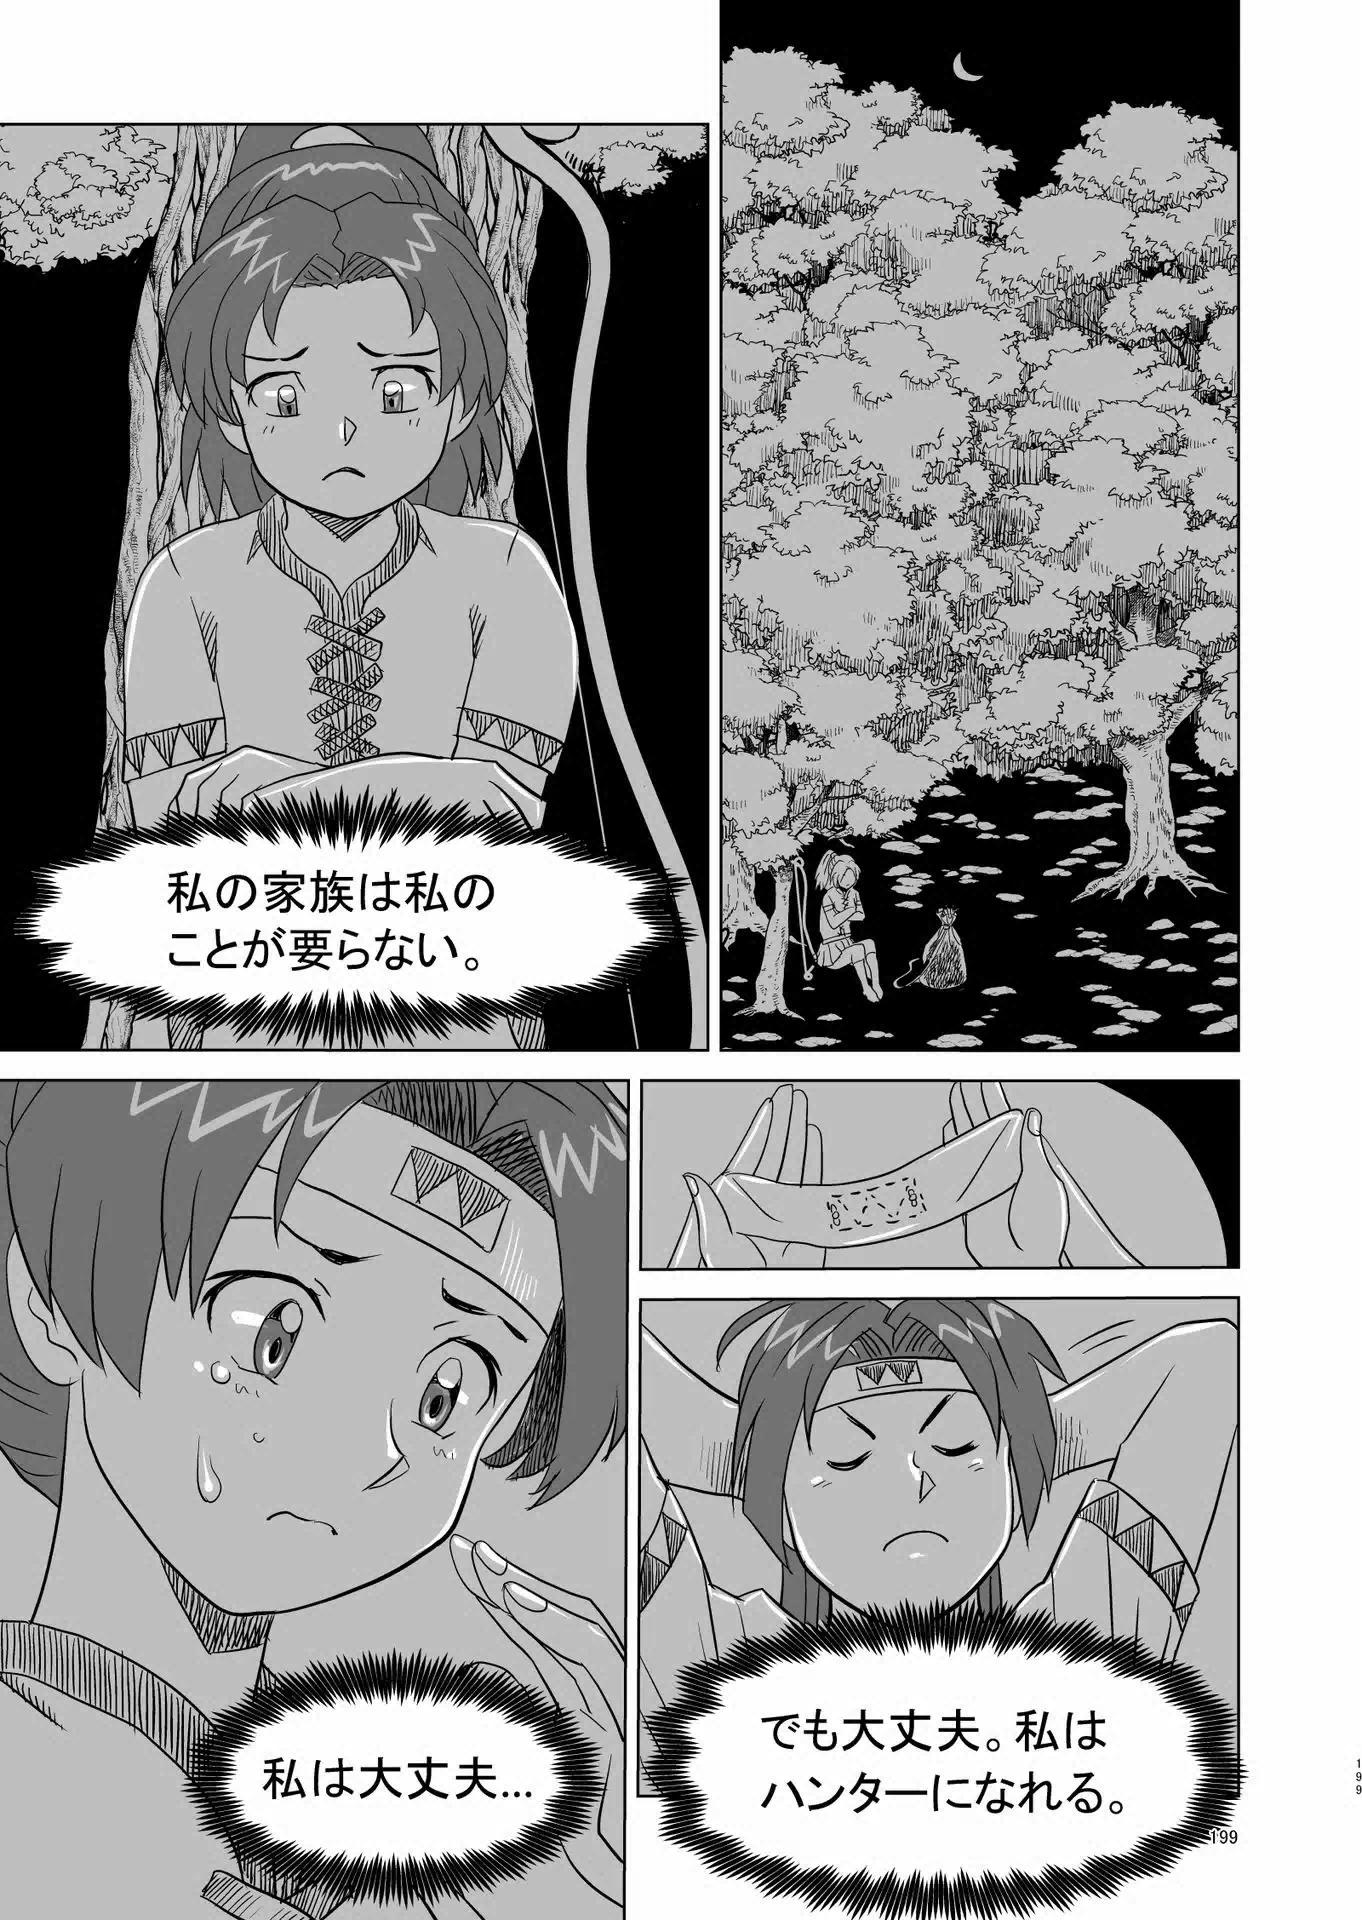 私の家族は私の
ことが要らない。
でも大丈夫。私は
ハンターになれる。
私は大丈夫...
199
199